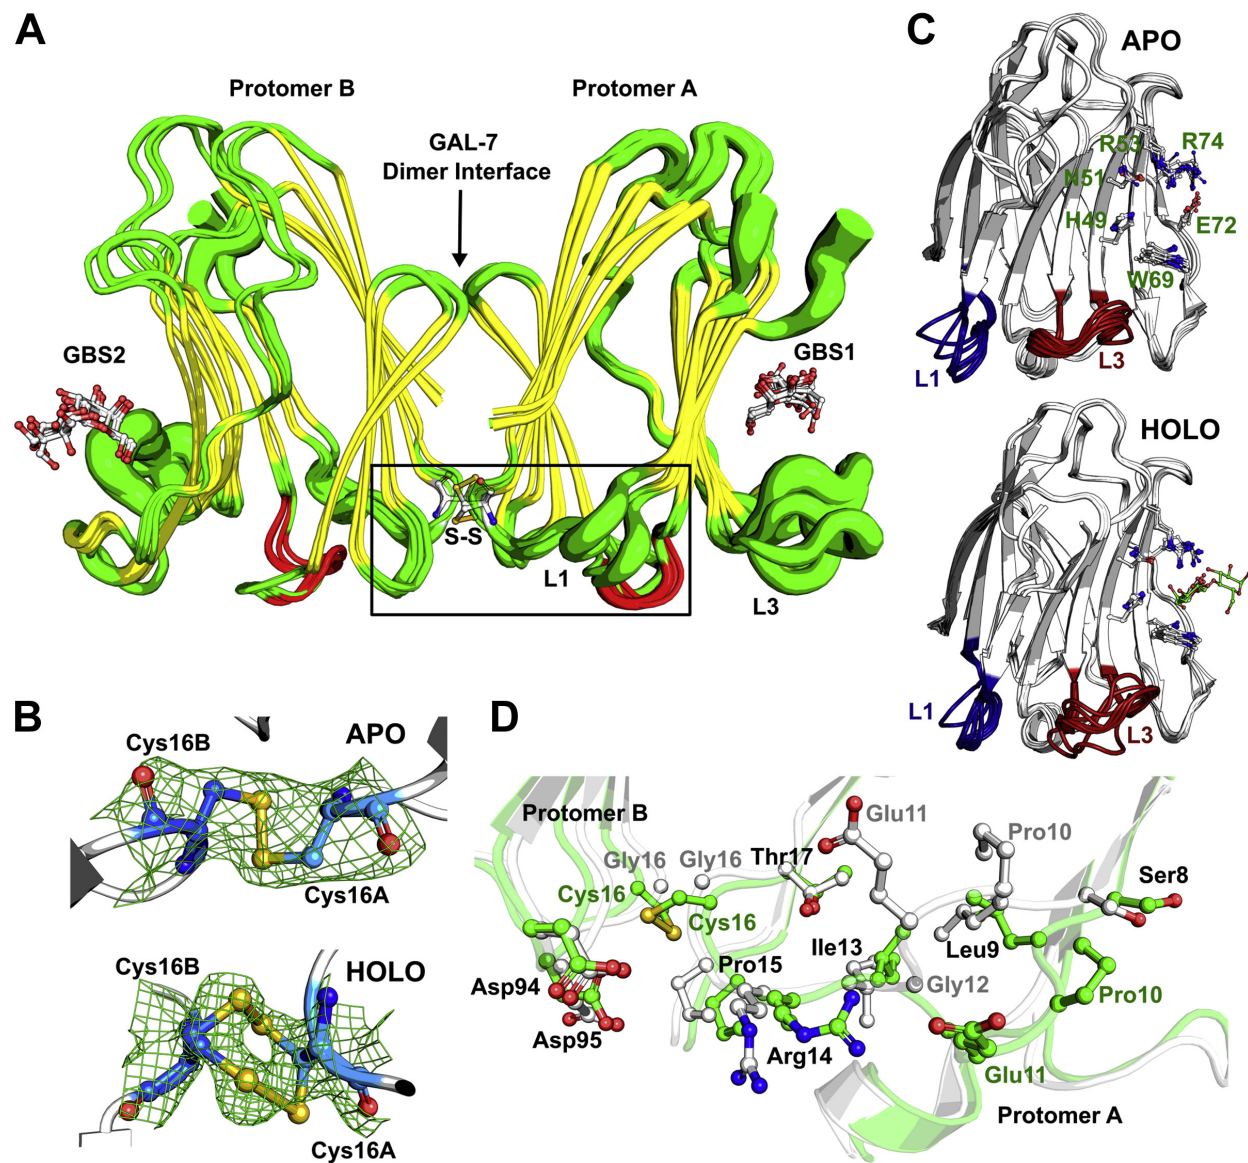 A
Protomer B
Protomer A
GAL-7
Dimer Interface
GBS2
GBS1
S-S
L1
L3
C
APO
R53
R74
N51
H49
E72
W69
L1
L3
HOLO
L1
L3
B
Cys16B
APO
Cys16A
Cys16B
HOLO
Cys16A
D
Protomer B
Glu11
Pro10
Gly16
Gly16
Thr17
Ser8
Cys16
Cys16
Ile13
Leu9
Pro15
Gly12
Asp94
Pro10
Asp95
Arg14
Glu11
Protomer A